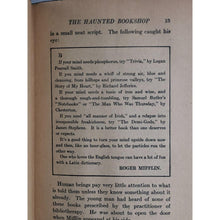 THE HAUNTED BOOKSHOP
in a small neat script. The following caught his
eye:
If your mind needs phosphorus, try "Trivia," by Logan
Pearsall Smith.
If your mind needs a whiff of strong air, blue and
cleansing, from hilltops and primrose valleys, try "The
Story of My Heart," by Richard Jefferies.
If your mind needs a tonic of iron and wine, and
a thorough rough-and-tumbling, try Samuel Butler's
"Notebooks" or "The Man Who Was Thursday," by
Chesterton.
If you need "all manner of Irish," and a relapse into
irresponsible freakishness, try "The Demi-Gods," by
James Stephens. It is a better book than one deserves
or expects.
It's a good thing to turn your mind upside down now
and then, like an hour-glass, to let the particles run the
other way.
One who loves the English tongue can have a lot of fun
with a Latin dictionary.
ROGER MIFFLIN.
Human beings pay very little attention to what
is told them unless they know something about it
already. The young man had heard of none of
these books prescribed by the practitioner of
bibliotherapy. He was about to open the door